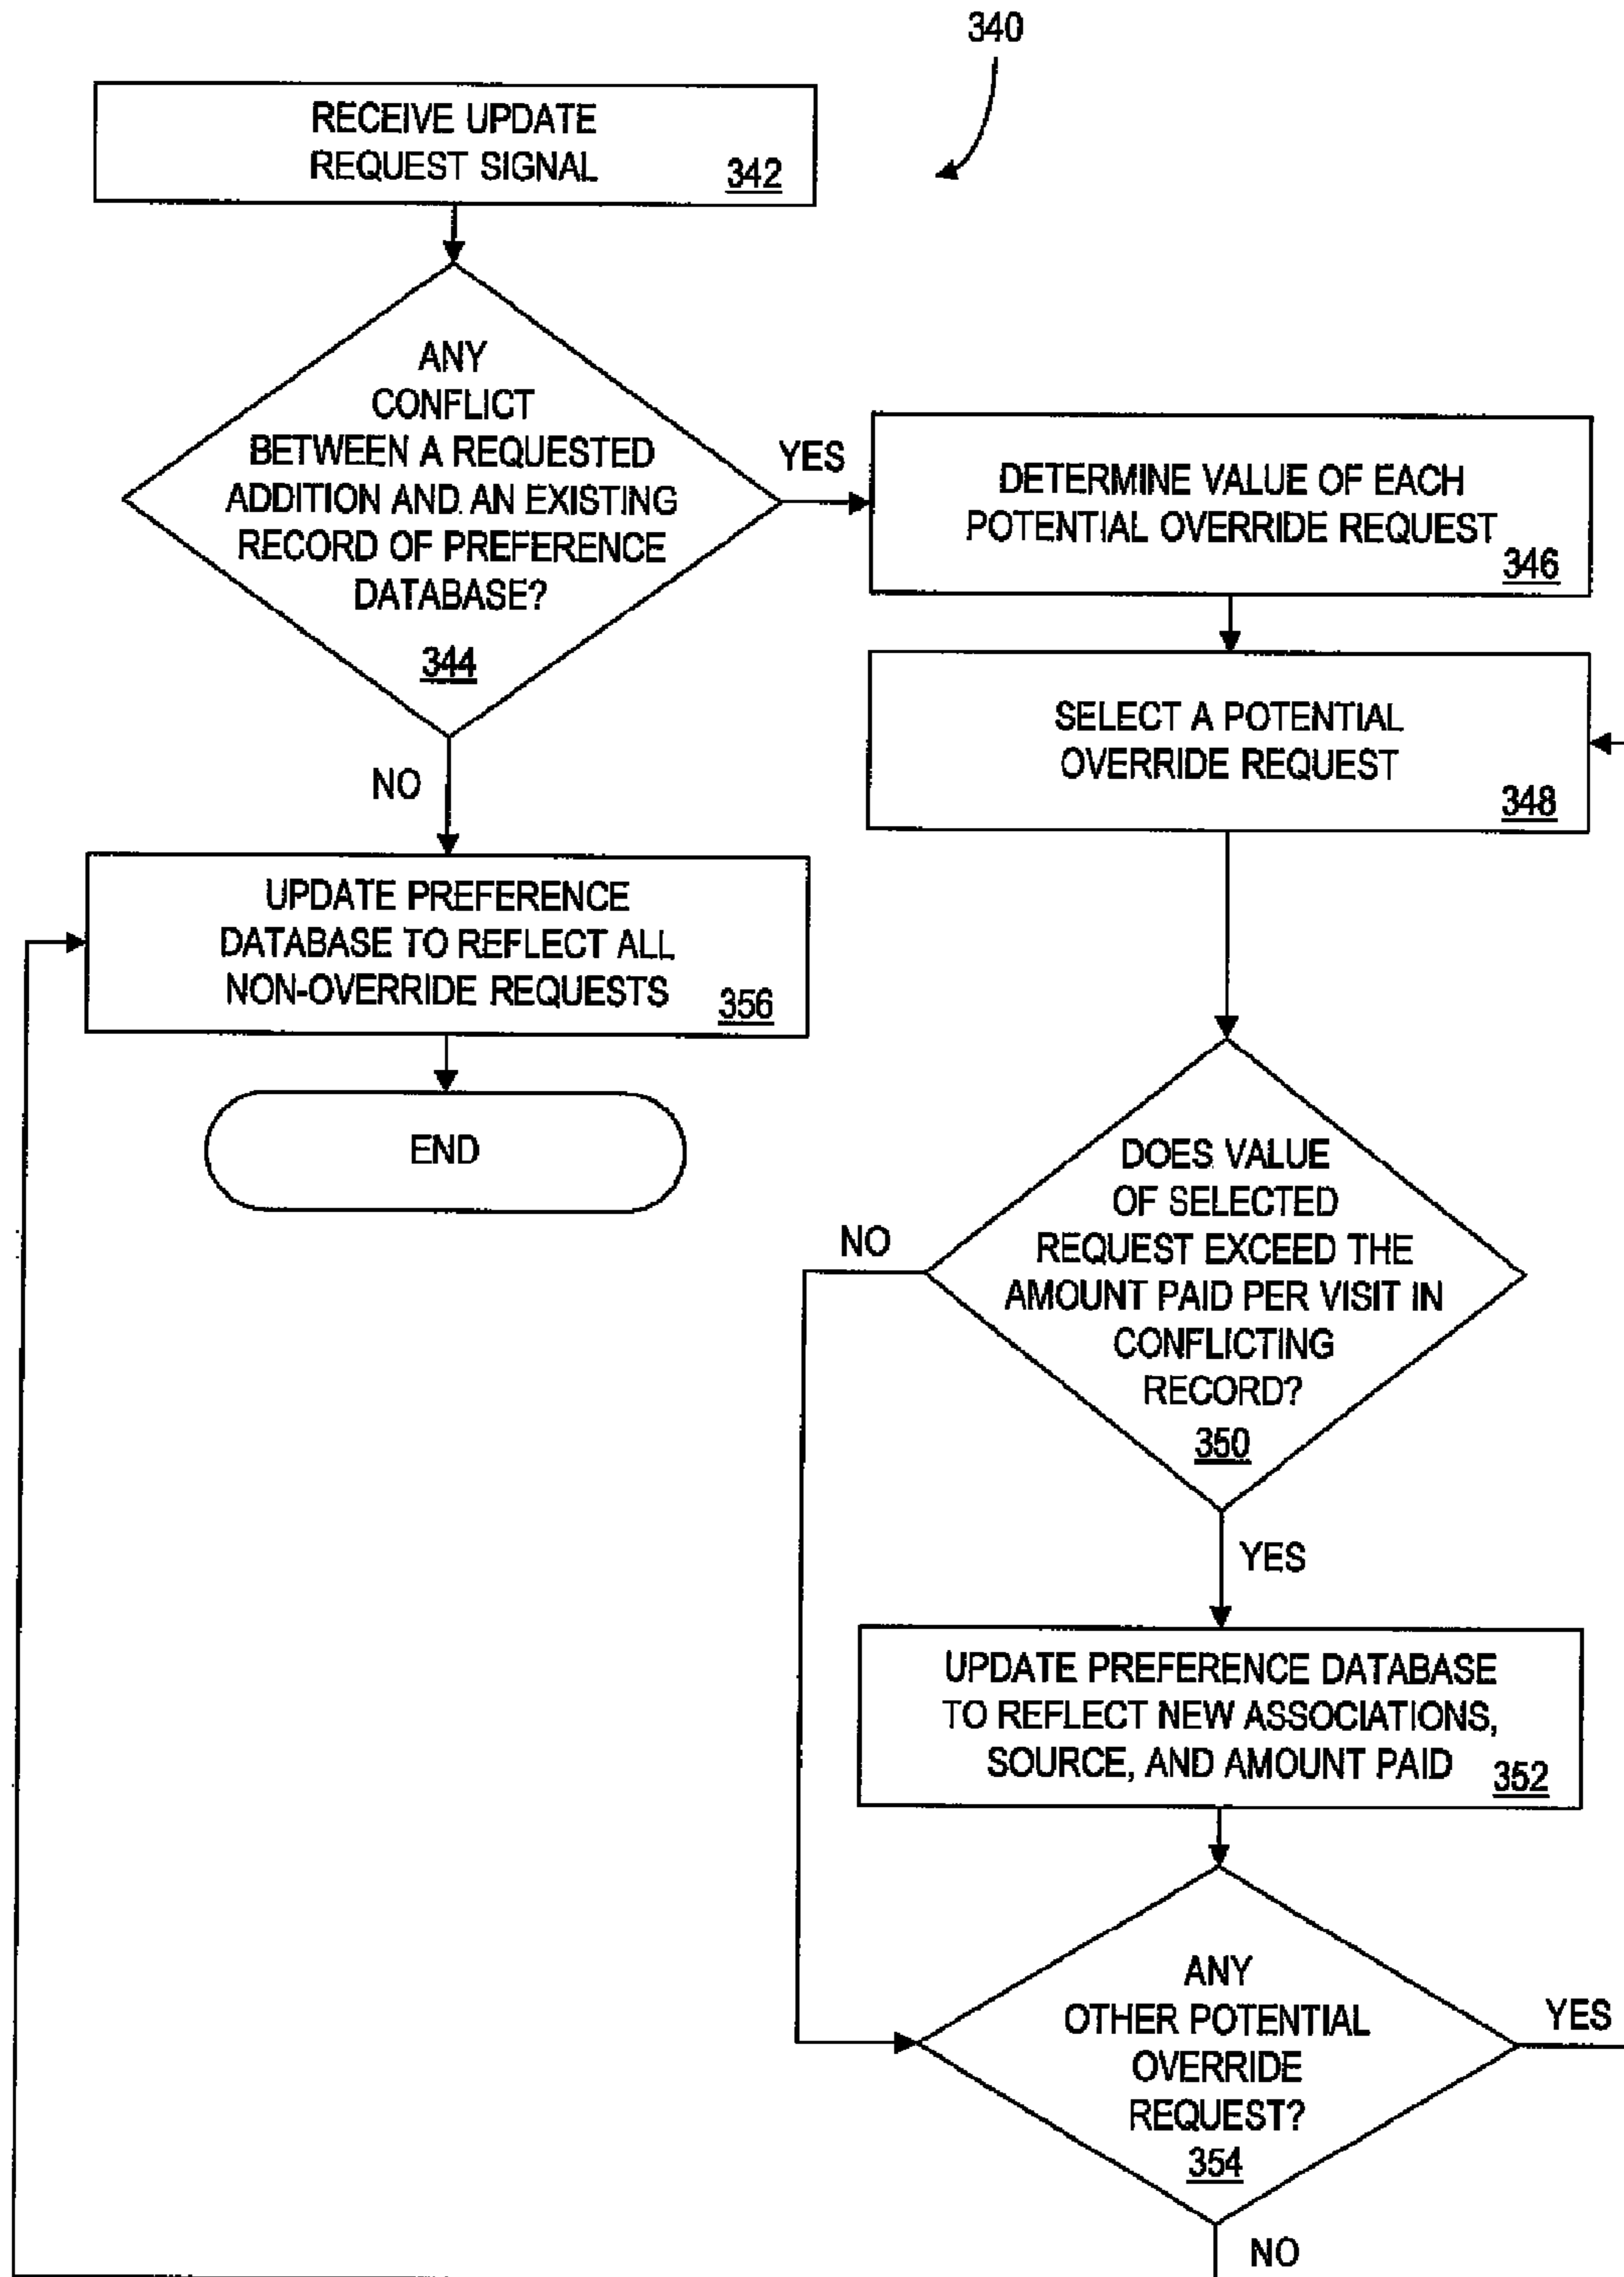 340
RECEIVE UPDATE
REQUEST SIGNAL
342
ANY
CONFLICT
BETWEEN A REQUESTED
ADDITION AND AN EXISTING
RECORD OF PREFERENCE
DATABASE?
344
YES
NO
DETERMINE VALUE OF EACH
POTENTIAL OVERRIDE REQUEST
346
SELECT A POTENTIAL
OVERRIDE REQUEST
348
UPDATE PREFERENCE
DATABASE TO REFLECT ALL
NON-OVERRIDE REQUESTS
356
END
DOES VALUE
OF SELECTED
REQUEST EXCEED THE
AMOUNT PAID PER VISIT IN
CONFLICTING
RECORD?
350
NO
YES
UPDATE PREFERENCE DATABASE
TO REFLECT NEW ASSOCIATIONS,
SOURCE, AND AMOUNT PAID
352
ANY
OTHER POTENTIAL
OVERRIDE
REQUEST?
354
YES
NO